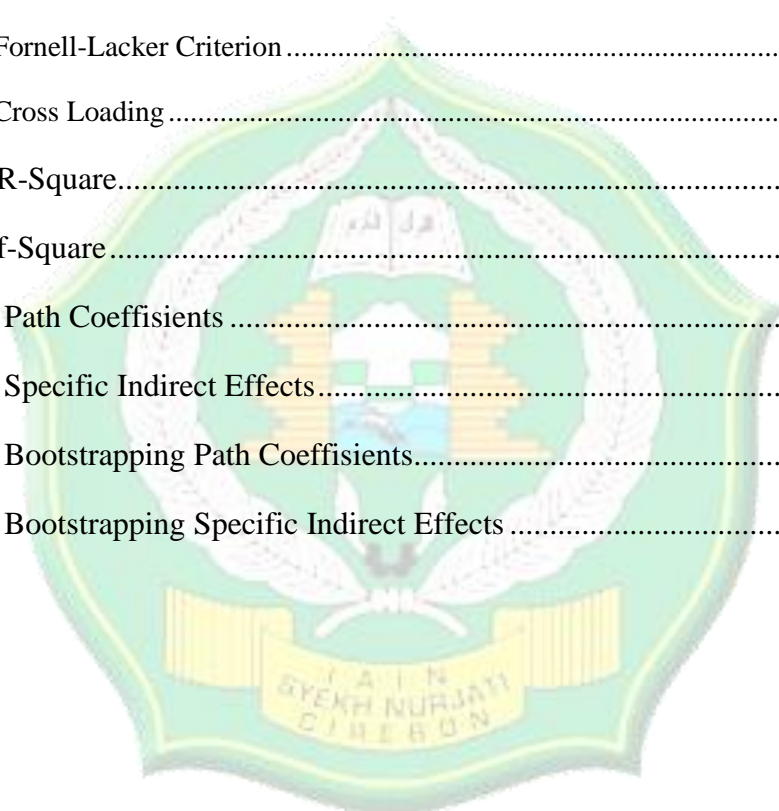 Fornell-Lacker Criterion ........................................................................
Cross Loading ........................................................................................
R-Square................................................................................................
f-Square.................................................................................................
Path Coeffisients ..................................................................................
Specific Indirect Effects.......................................................................
Bootstrapping Path Coeffisients...........................................................
Bootstrapping Specific Indirect Effects ...............................................
I A I N
SYEKH NURJATI
CIREBON